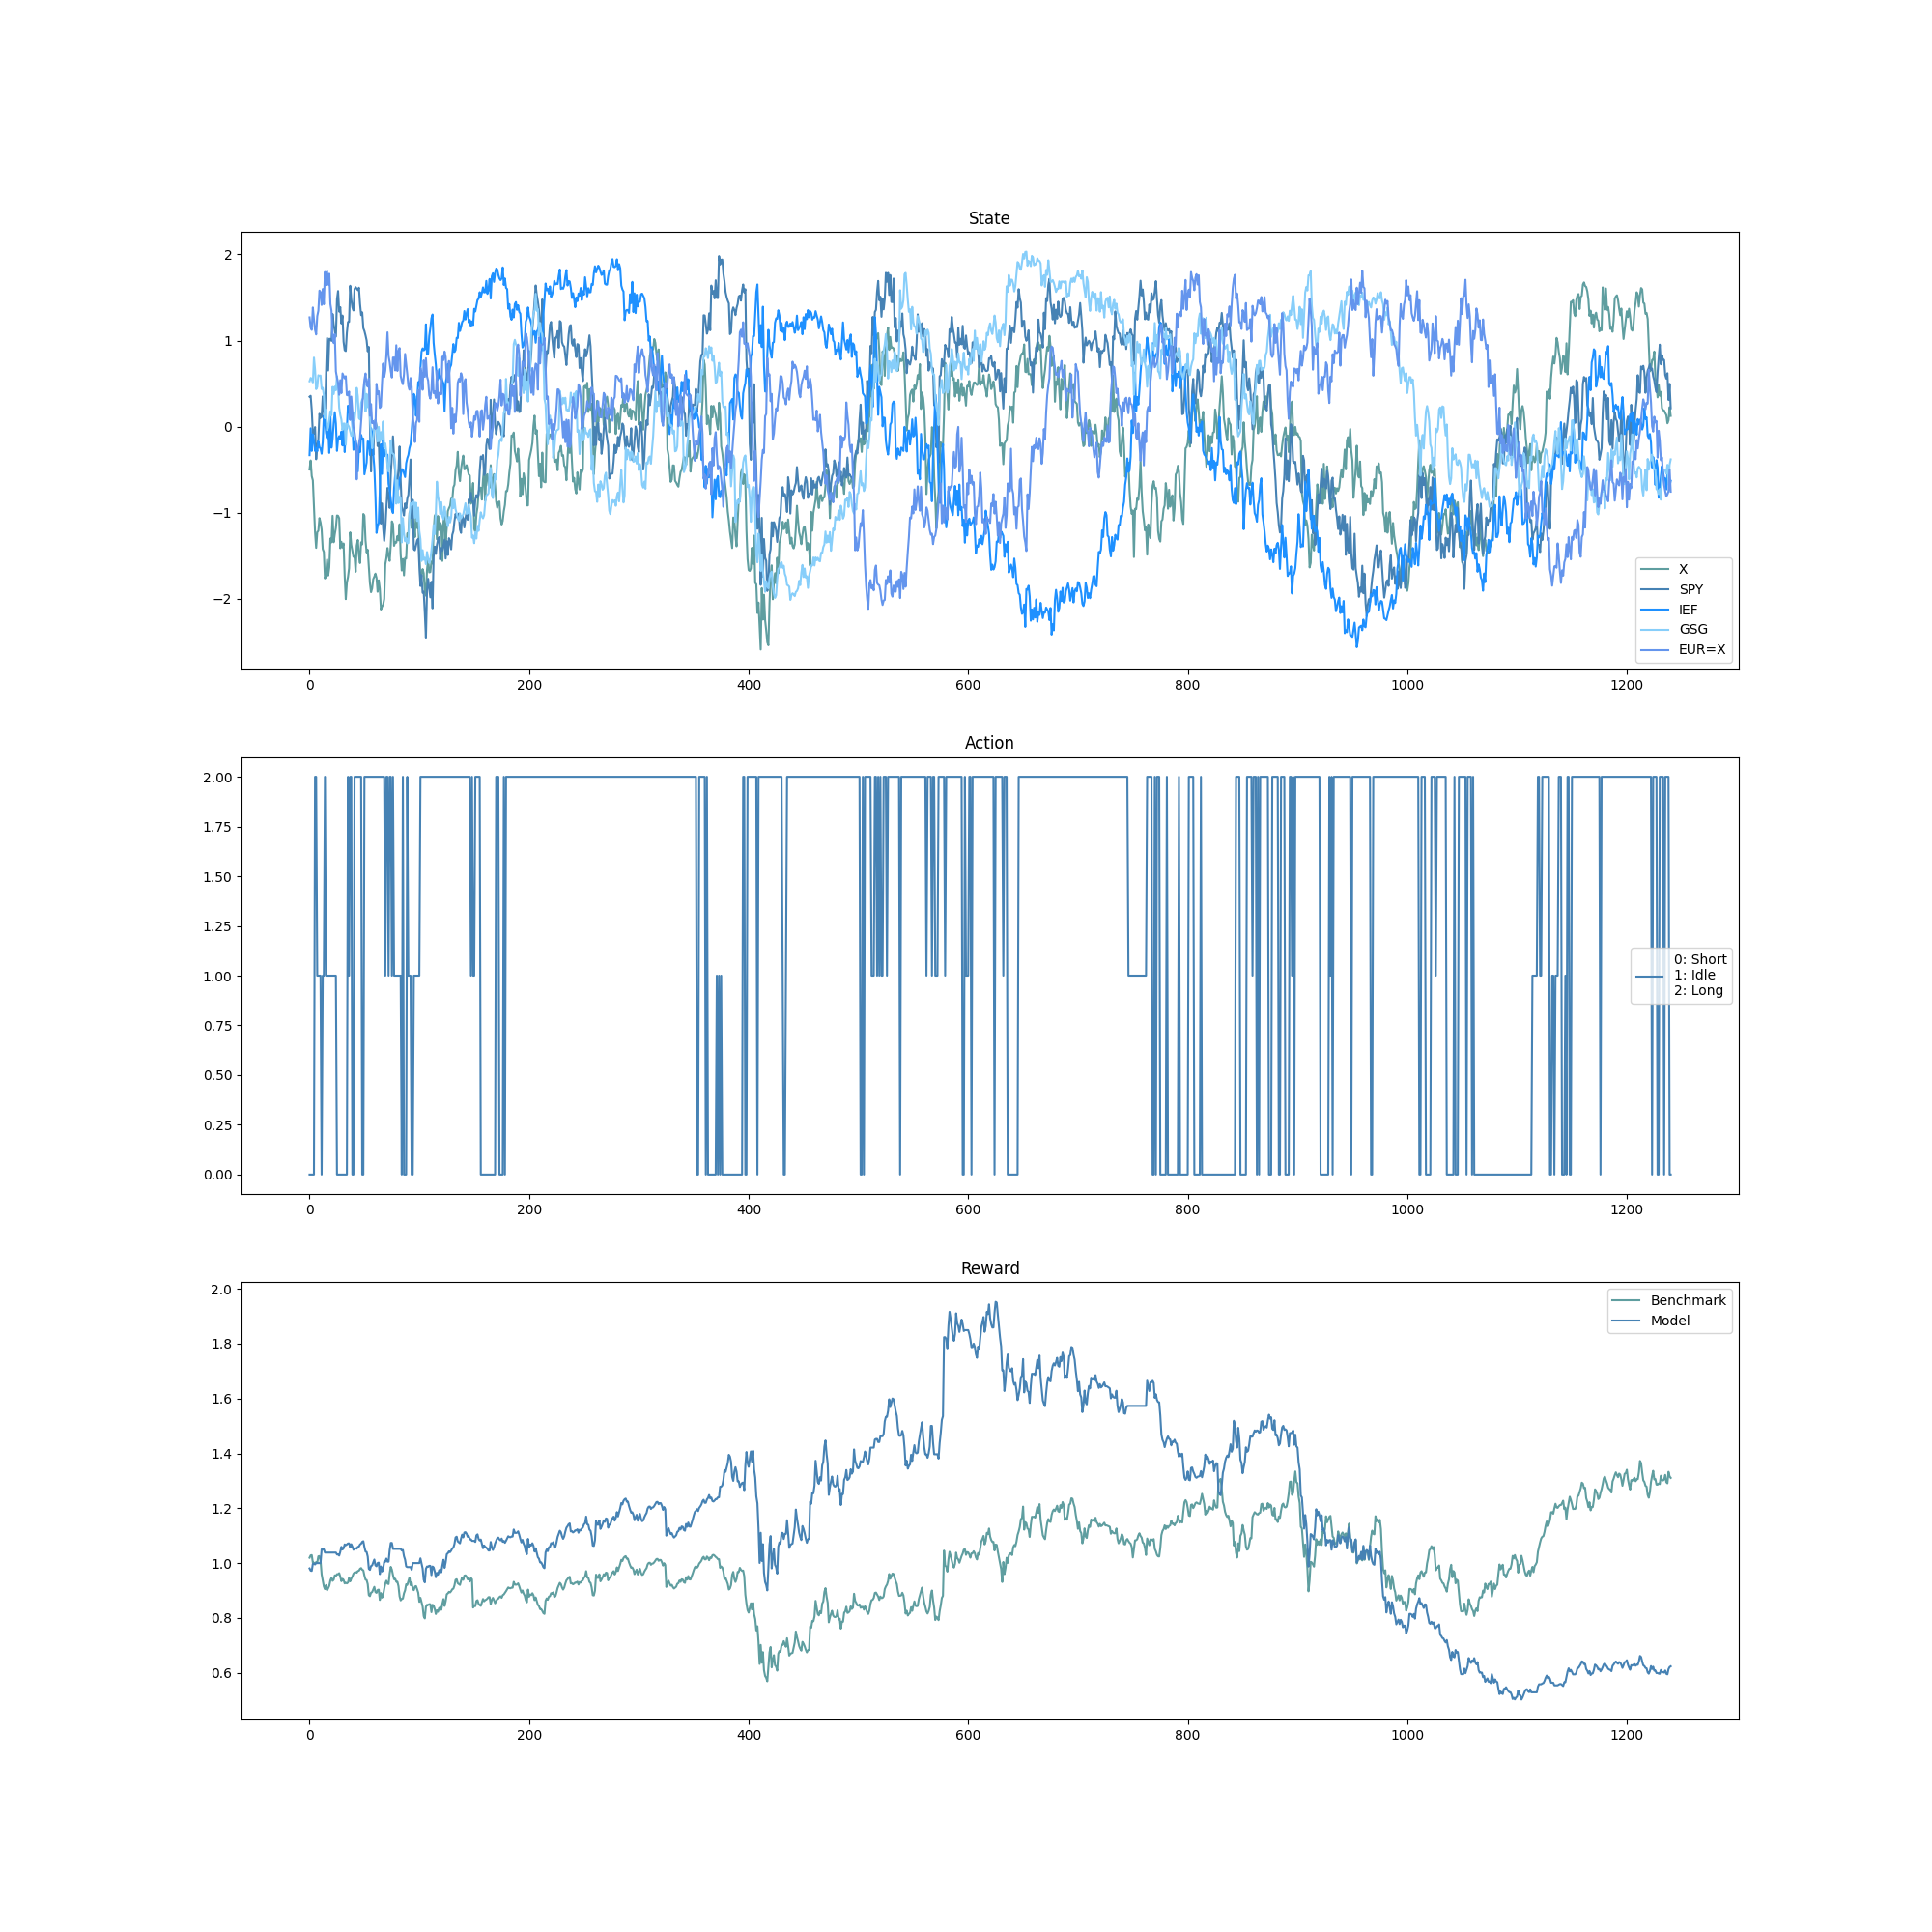 State
2
1
0
−1
−2
X
SPY
IEF
GSG
EUR=X
0 200 400 600 800 1000 1200
Action
2.00
1.75
1.50
1.25
1.00
0.75
0.50
0.25
0.00
0: Short
1: Idle
2: Long
0 200 400 600 800 1000 1200
Reward
2.0
1.8
1.6
1.4
1.2
1.0
0.8
0.6
Benchmark
Model
0 200 400 600 800 1000 1200